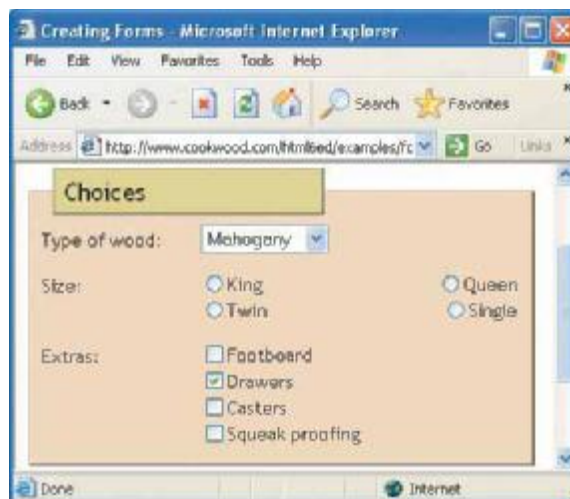 Creating Forms - Microsoft Internet Explorer
File Edit View Favorites Tools Help
Back Search Favorites
Address http://www.cookwood.com/html6ed/examples/fo Go Links
Choices
Type of wood: Mahogany
Size: King Queen
Twin Single
Extras: Footboard
Drawers
Casters
Squeak proofing
Done Internet